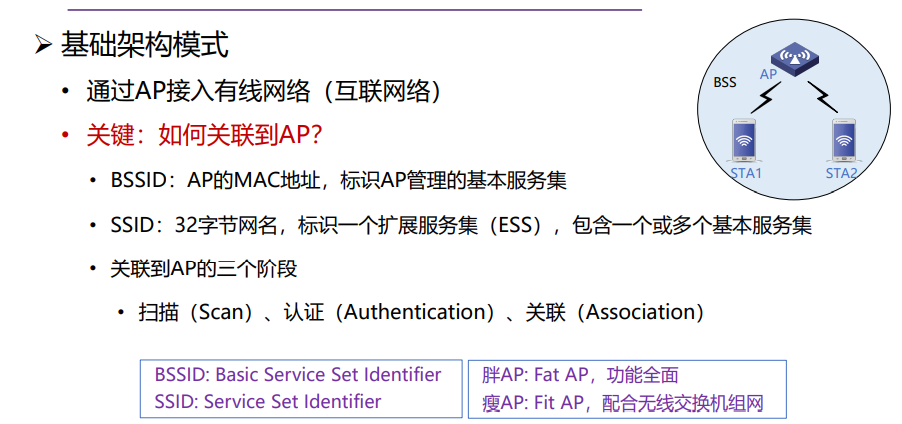 ➢ 基础架构模式
• 通过AP接入有线网络（互联网络）
• 关键：如何关联到AP？
• BSSID：AP的MAC地址，标识AP管理的基本服务集
• SSID：32字节网名，标识一个扩展服务集（ESS），包含一个或多个基本服务集
• 关联到AP的三个阶段
• 扫描（Scan）、认证（Authentication）、关联（Association）
BSS
AP
STA1
STA2
BSSID: Basic Service Set Identifier
SSID: Service Set Identifier
胖AP: Fat AP，功能全面
瘦AP: Fit AP，配合无线交换机组网